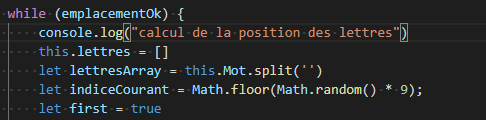 while (emplacementOk) {
console.log("calcul de la position des lettres")
this.lettres = []
let lettresArray = this.Mot.split('')
let indiceCourant = Math.floor(Math.random() * 9);
let first = true